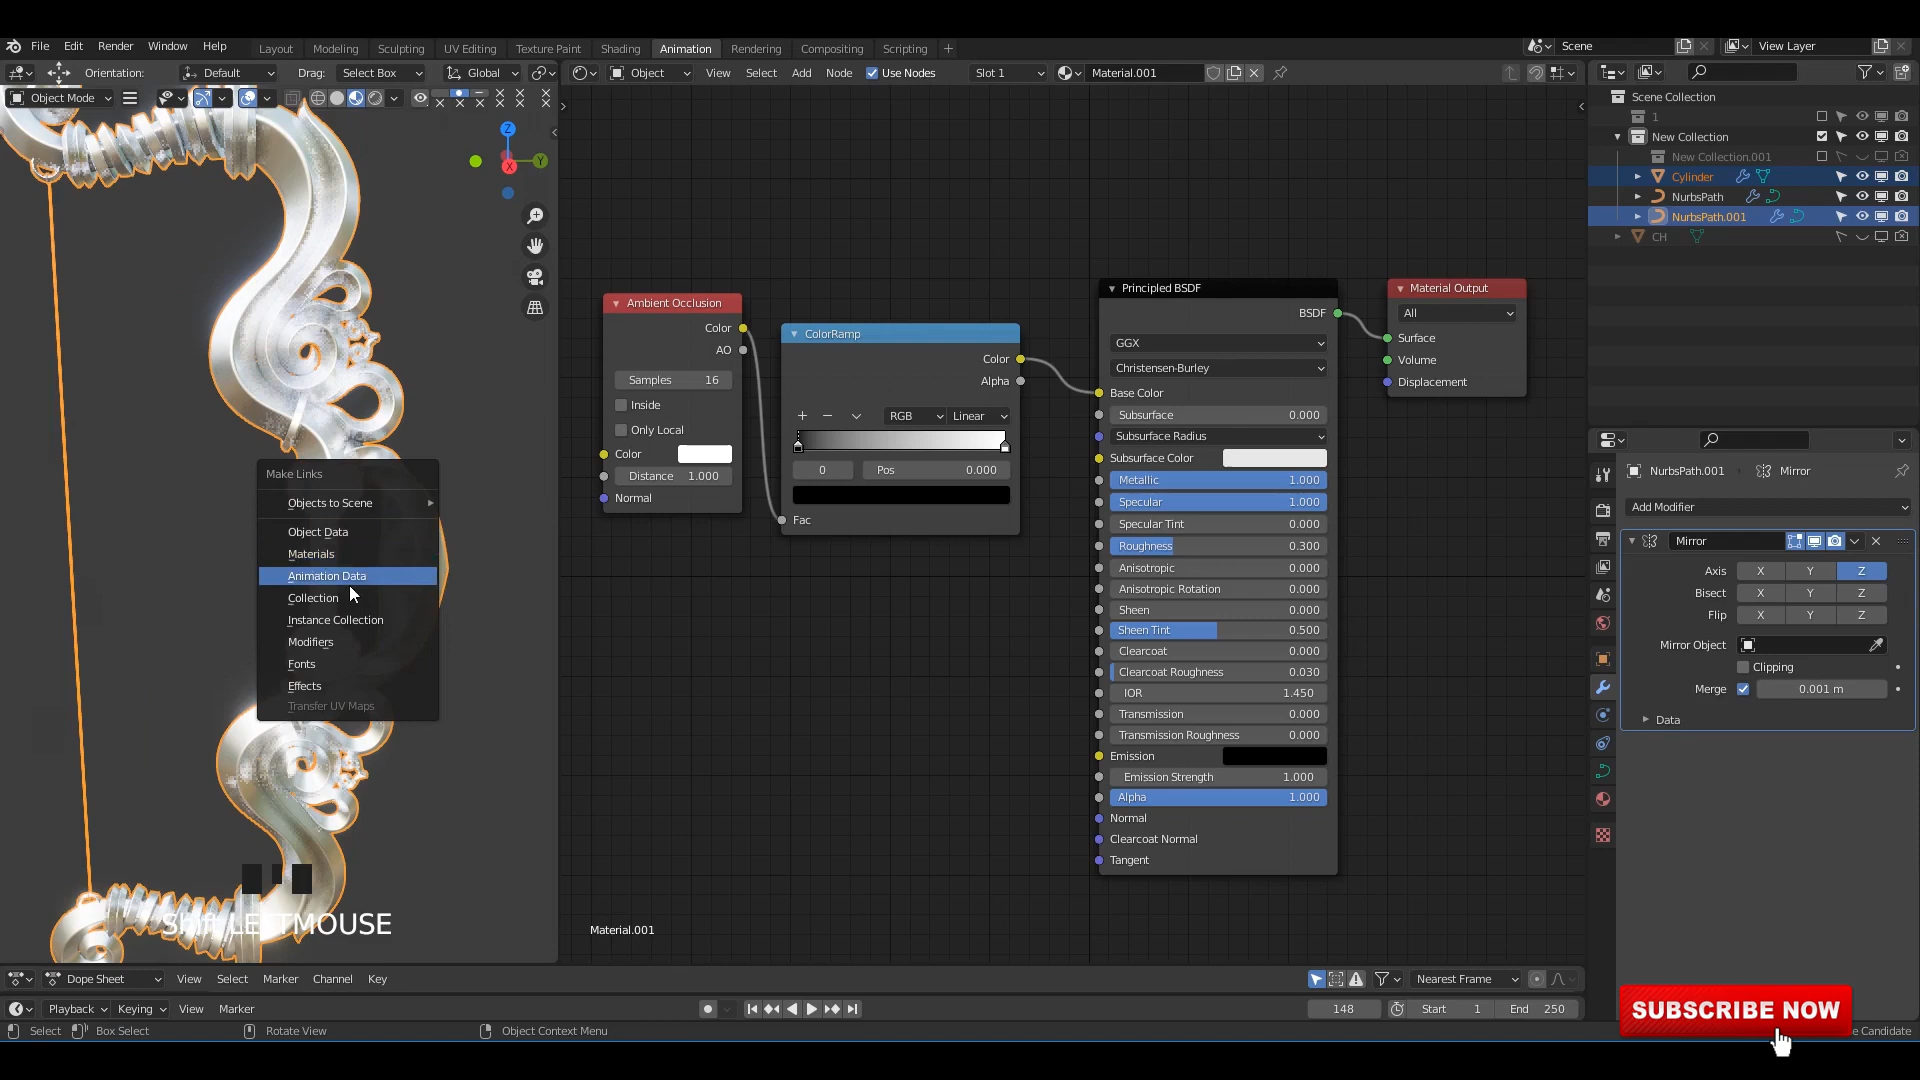 File Edit Render Window Help Layout Modeling Sculpting UV Editing Texture Paint Shading Animation Rendering Compositing Scripting + Scene View Layer
Orientation: Default Drag: Select Box Global Object View Select Add Node Use Nodes Slot 1 Material.001
Object Mode
Scene Collection
1
New Collection
New Collection.001
Cylinder
NurbsPath
NurbsPath.001
CH
Z
Y
X
Make Links
Objects to Scene
Object Data
Materials
Animation Data
Collection
Instance Collection
Modifiers
Fonts
Effects
Transfer UV Maps
Shift LEFTMOUSE
Ambient Occlusion
Color
AO
Samples 16
Inside
Only Local
Color
Distance 1.000
Normal
ColorRamp
Color
Alpha
RGB Linear
0 Pos 0.000
Fac
Principled BSDF
BSDF
GGX
Christensen-Burley
Base Color
Subsurface 0.000
Subsurface Radius
Subsurface Color
Metallic 1.000
Specular 1.000
Specular Tint 0.000
Roughness 0.300
Anisotropic 0.000
Anisotropic Rotation 0.000
Sheen 0.000
Sheen Tint 0.500
Clearcoat 0.000
Clearcoat Roughness 0.030
IOR 1.450
Transmission 0.000
Transmission Roughness 0.000
Emission
Emission Strength 1.000
Alpha 1.000
Normal
Clearcoat Normal
Tangent
Material Output
All
Surface
Volume
Displacement
Material.001
NurbsPath.001 Mirror
Add Modifier
Mirror
Axis X Y Z
Bisect X Y Z
Flip X Y Z
Mirror Object
Clipping
Merge 0.001 m
Data
Dope Sheet View Select Marker Channel Key Nearest Frame
Playback Keying View Marker 148 Start 1 End 250
Select Box Select Rotate View Object Context Menu
SUBSCRIBE NOW
e Candidate